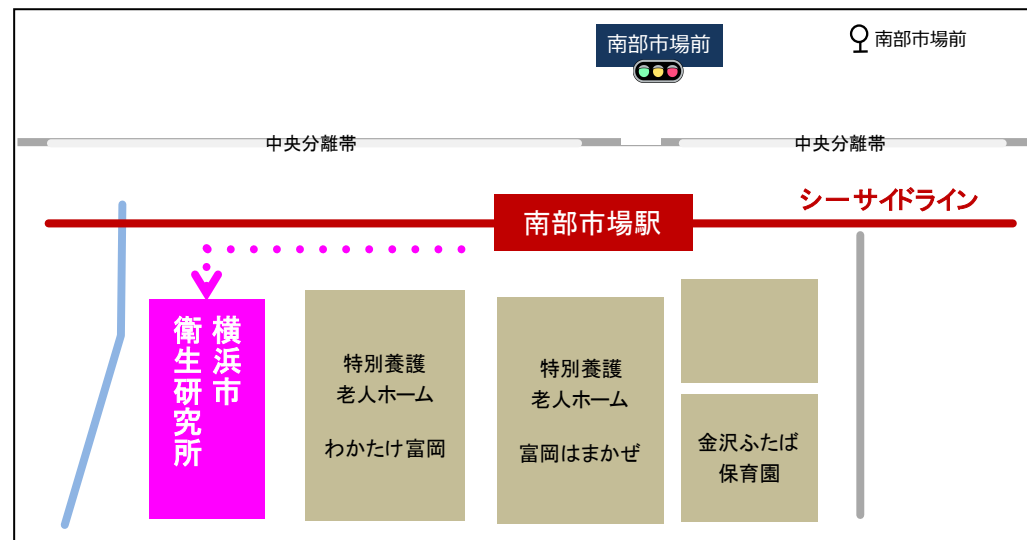 南部市場前
南部市場前
中央分離帯
中央分離帯
シーサイドライン
南部市場駅
横浜市
衛生研究所
特別養護
老人ホーム
わかたけ富岡
特別養護
老人ホーム
富岡はまかぜ
金沢ふたば
保育園